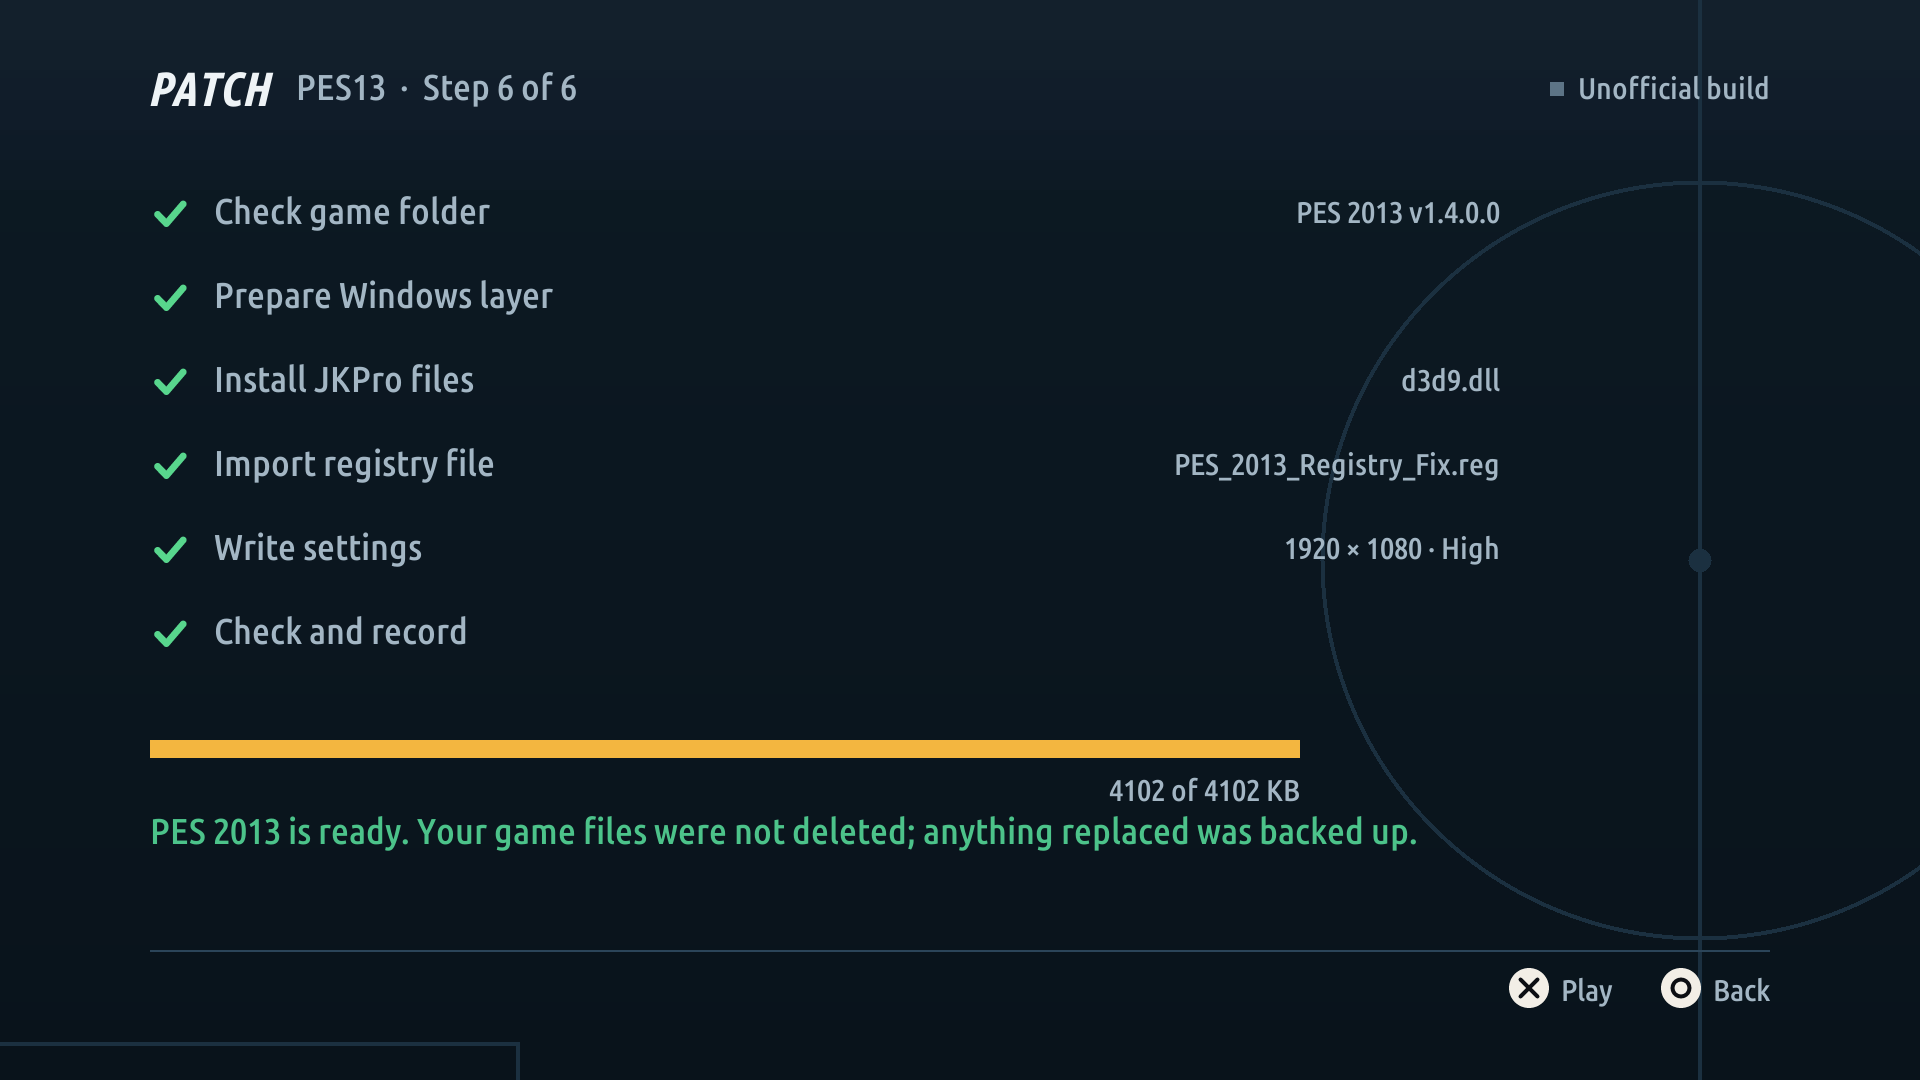 PATCH PES13 · Step 6 of 6
Unofficial build
Check game folder PES 2013 v1.4.0.0
Prepare Windows layer
Install JKPro files d3d9.dll
Import registry file PES_2013_Registry_Fix.reg
Write settings 1920 × 1080 · High
Check and record
4102 of 4102 KB
PES 2013 is ready. Your game files were not deleted; anything replaced was backed up.
Play Back